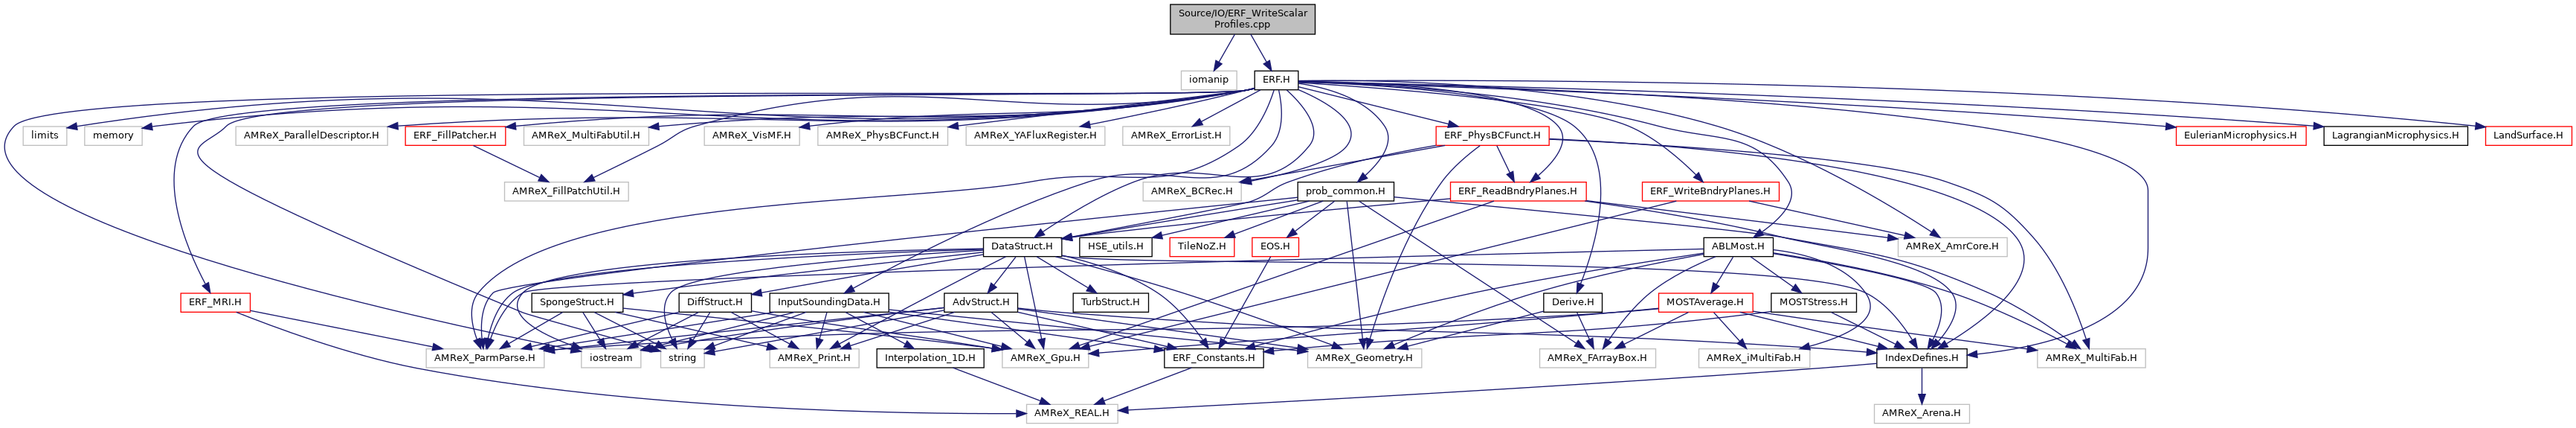 Source/IO/ERF_WriteScalar
Profiles.cpp
iomanip
ERF.H
limits
memory
AMReX_ParallelDescriptor.H
ERF_FillPatcher.H
AMReX_MultiFabUtil.H
AMReX_VisMF.H
AMReX_PhysBCFunct.H
AMReX_YAFluxRegister.H
AMReX_ErrorList.H
ERF_PhysBCFunct.H
EulerianMicrophysics.H
LagrangianMicrophysics.H
LandSurface.H
AMReX_FillPatchUtil.H
AMReX_BCRec.H
prob_common.H
ERF_ReadBndryPlanes.H
ERF_WriteBndryPlanes.H
DataStruct.H
HSE_utils.H
TileNoZ.H
EOS.H
ABLMost.H
AMReX_AmrCore.H
ERF_MRI.H
SpongeStruct.H
DiffStruct.H
InputSoundingData.H
AdvStruct.H
TurbStruct.H
Derive.H
MOSTAverage.H
MOSTStress.H
AMReX_ParmParse.H
iostream
string
AMReX_Print.H
Interpolation_1D.H
AMReX_Gpu.H
ERF_Constants.H
AMReX_Geometry.H
AMReX_FArrayBox.H
AMReX_iMultiFab.H
IndexDefines.H
AMReX_MultiFab.H
AMReX_REAL.H
AMReX_Arena.H